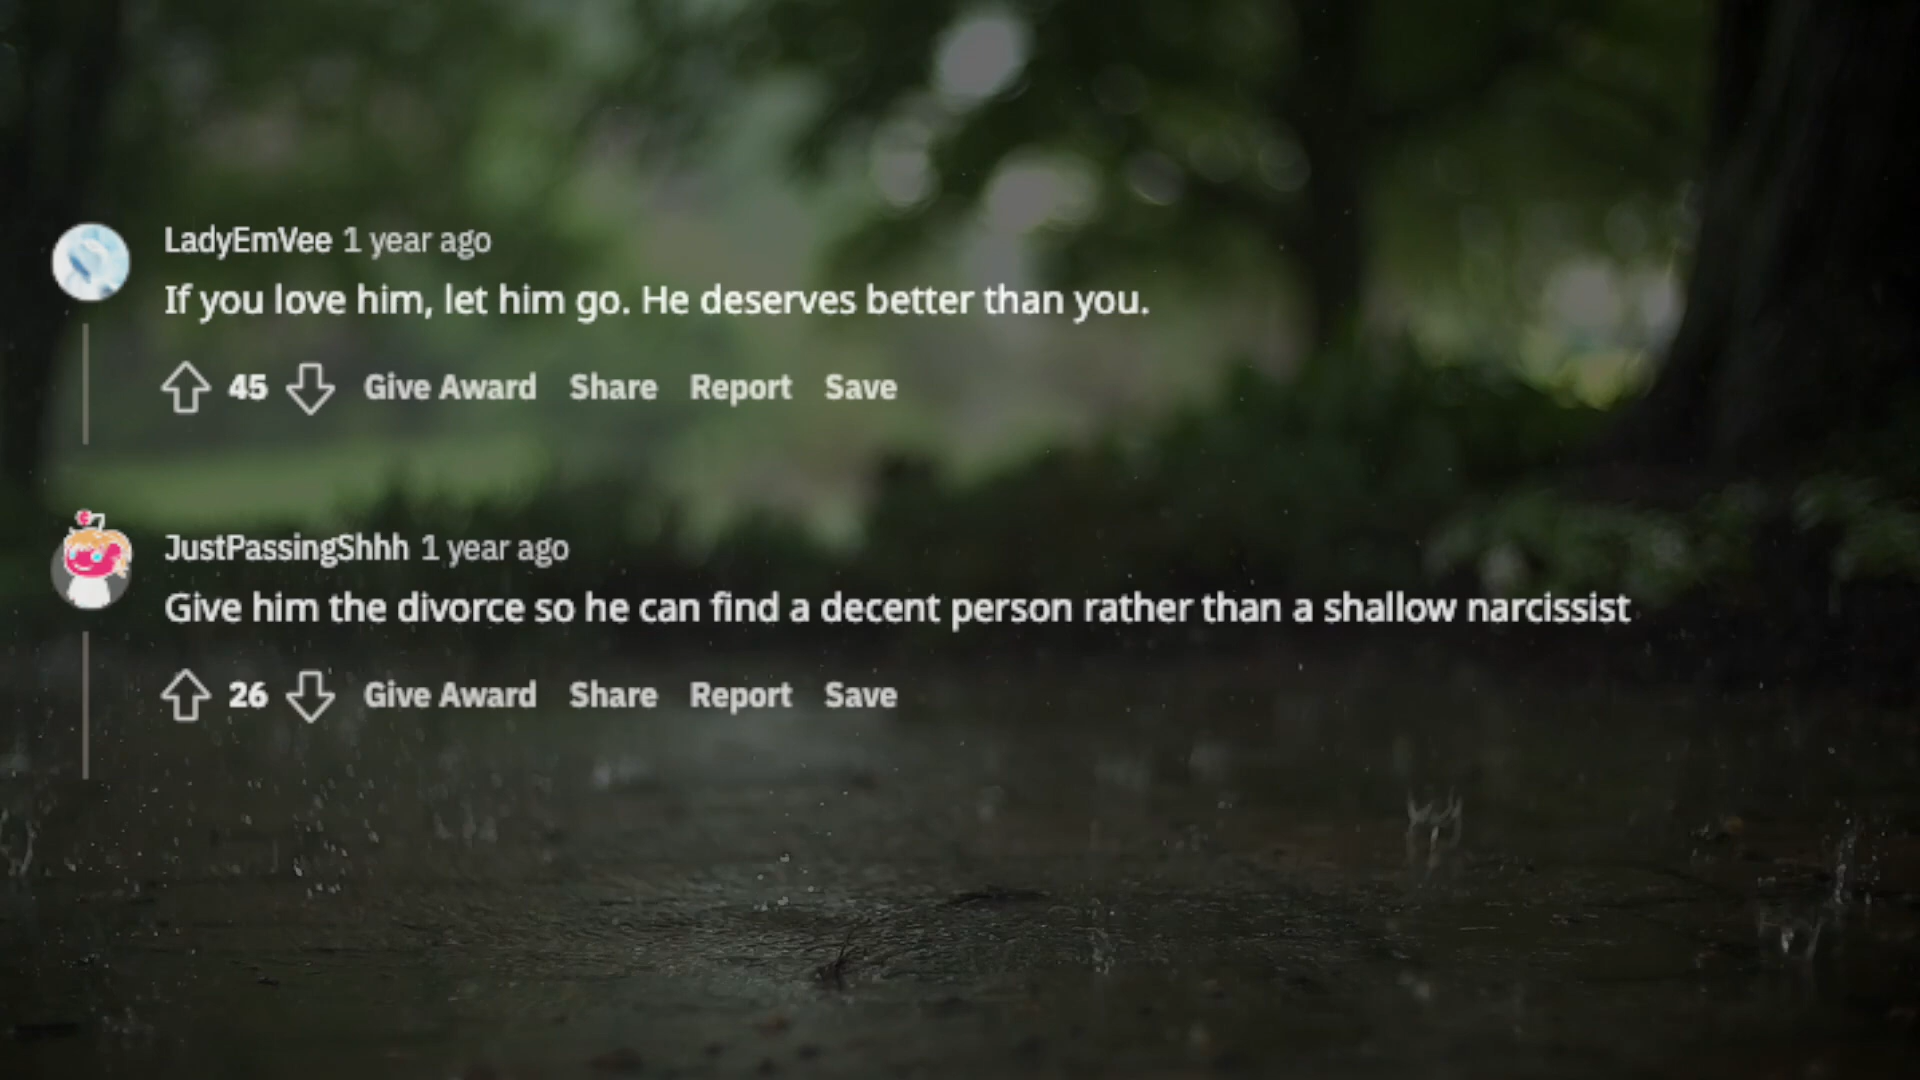 LadyEmVee 1 year ago
If you love him, let him go. He deserves better than you.
45 Give Award Share Report Save
JustPassingShhh 1 year ago
Give him the divorce so he can find a decent person rather than a shallow narcissist
26 Give Award Share Report Save